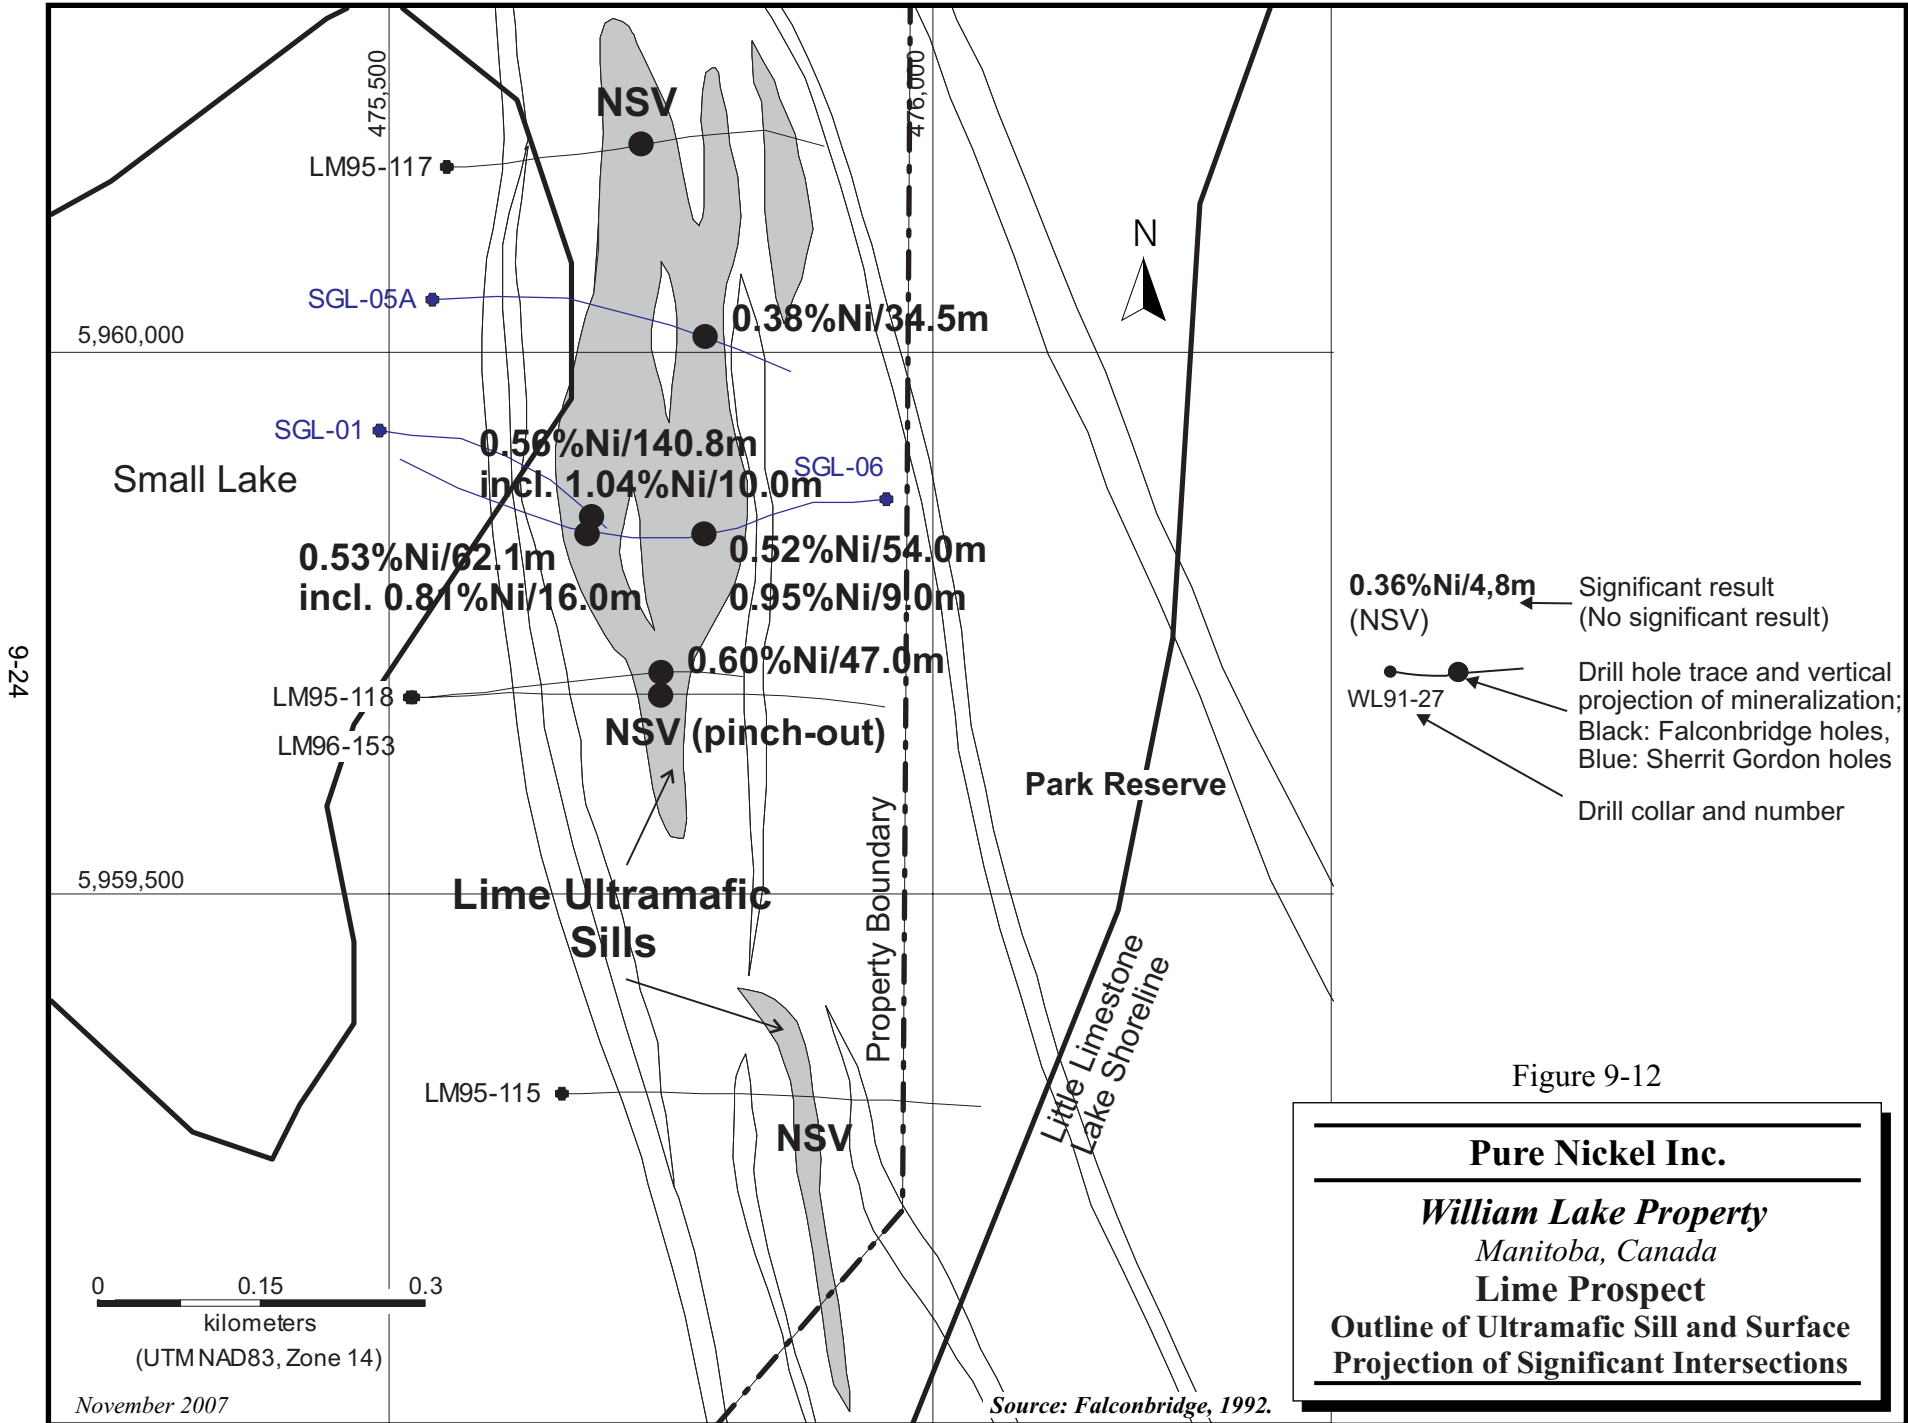 475,500
476,000
NSV
LM95-117
N
SGL-05A
0.38%Ni/34.5m
5,960,000
SGL-01
0.56%Ni/140.8m
incl. 1.04%Ni/10.0m
SGL-06
Small Lake
0.53%Ni/62.1m
incl. 0.81%Ni/16.0m
0.52%Ni/54.0m
0.95%Ni/9.0m
0.60%Ni/47.0m
LM95-118
NSV (pinch-out)
LM96-153
Park Reserve
Property Boundary
5,959,500
Lime Ultramafic
Sills
Little Limestone
Lake Shoreline
LM95-115
NSV
0.36%Ni/4,8m
(NSV)
Significant result
(No significant result)
WL91-27
Drill hole trace and vertical
projection of mineralization;
Black: Falconbridge holes,
Blue: Sherrit Gordon holes
Drill collar and number
9-24
0 0.15 0.3
kilometers
(UTM NAD83, Zone 14)
November 2007
Source: Falconbridge, 1992.
Figure 9-12
Pure Nickel Inc.
William Lake Property
Manitoba, Canada
Lime Prospect
Outline of Ultramafic Sill and Surface
Projection of Significant Intersections